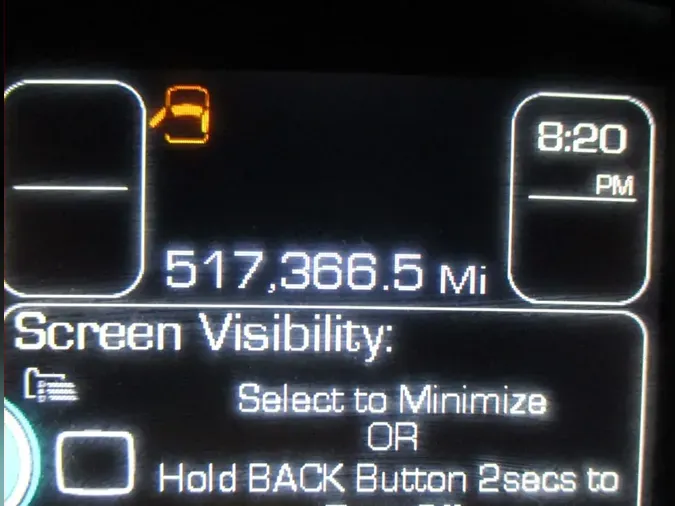 8:20
PM
517,366.5 Mi
Screen Visibility:
Select to Minimize
OR
Hold BACK Button 2secs to